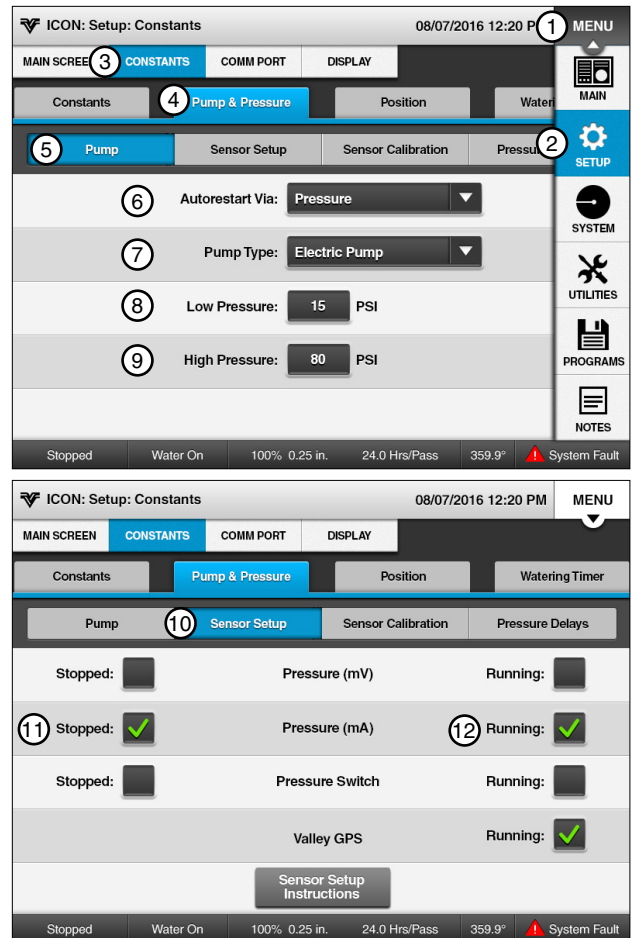 ICON: Setup: Constants 08/07/2016 12:20 P 1 MENU
MAIN 3 CONSTANTS COMM PORT DISPLAY
MAIN
Constants 4 Pump & Pressure Position
5 Pump Sensor Setup Sensor Calibration 2
SETUP
6 Autorestart Via: Pressure
SYSTEM
7 Pump Type: Electric Pump
UTILITIES
8 Low Pressure: 15 PSI
9 High Pressure: 80 PSI
PROGRAMS
NOTES
Stopped Water On 100% 0.25 in. 24.0 Hrs/Pass 359.9° System Fault
ICON: Setup: Constants 08/07/2016 12:20 PM MENU
MAIN SCREEN CONSTANTS COMM PORT DISPLAY
Constants Pump & Pressure Position Watering Timer
Pump 10 Sensor Setup Sensor Calibration Pressure Delays
Stopped: Pressure (mV) Running:
11 Stopped: Pressure (mA) 12 Running:
Stopped: Pressure Switch Running:
Valley GPS Running:
Sensor Setup
Instructions
Stopped Water On 100% 0.25 in. 24.0 Hrs/Pass 359.9° System Fault